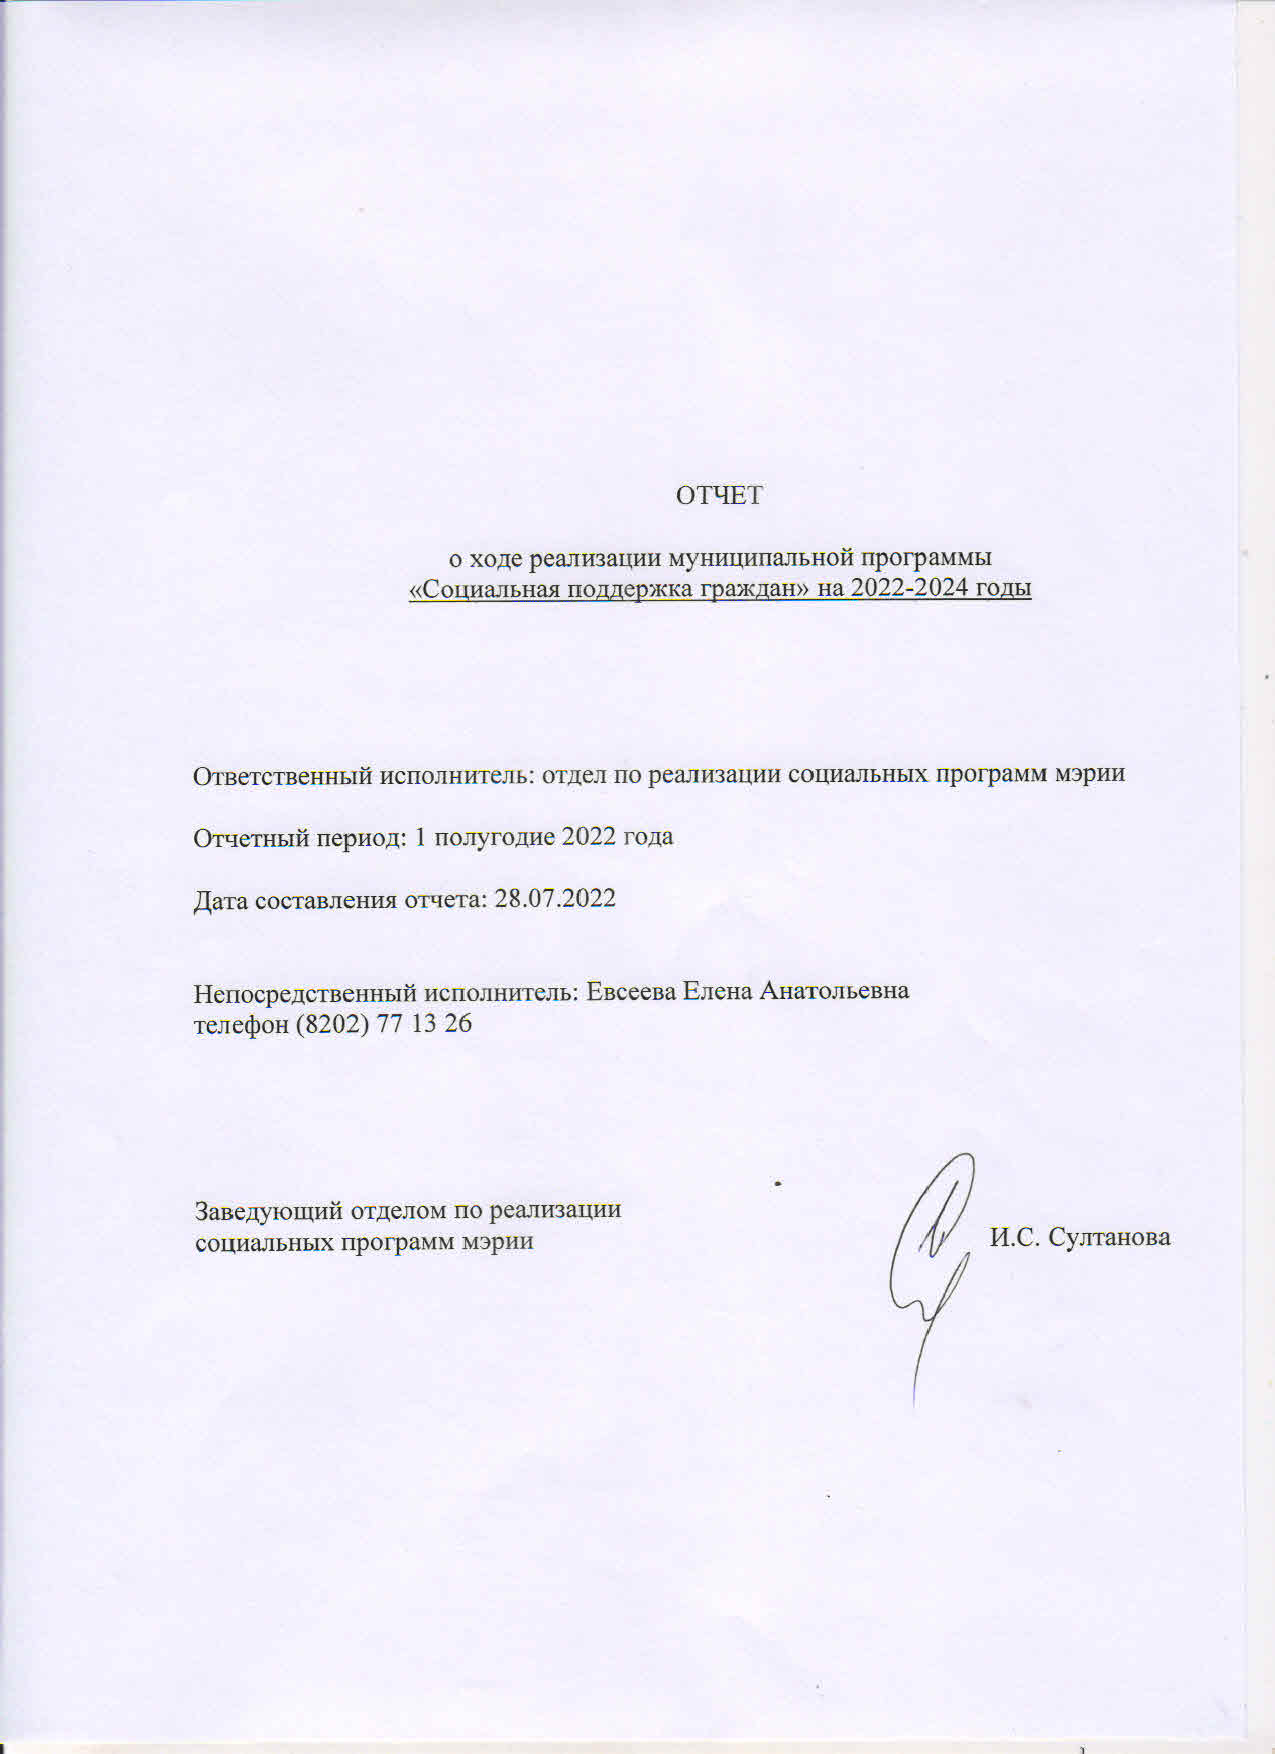 ОТЧЕТ
о ходе реализации муниципальной программы
«Социальная поддержка граждан» на 2022-2024 годы
Ответственный исполнитель: отдел по реализации социальных программ мэрии
Отчетный период: 1 полугодие 2022 года
Дата составления отчета: 28.07.2022
Непосредственный исполнитель: Евсеева Елена Анатольевна
телефон (8202) 77 13 26
Заведующий отделом по реализации
социальных программ мэрии
И.С. Султанова